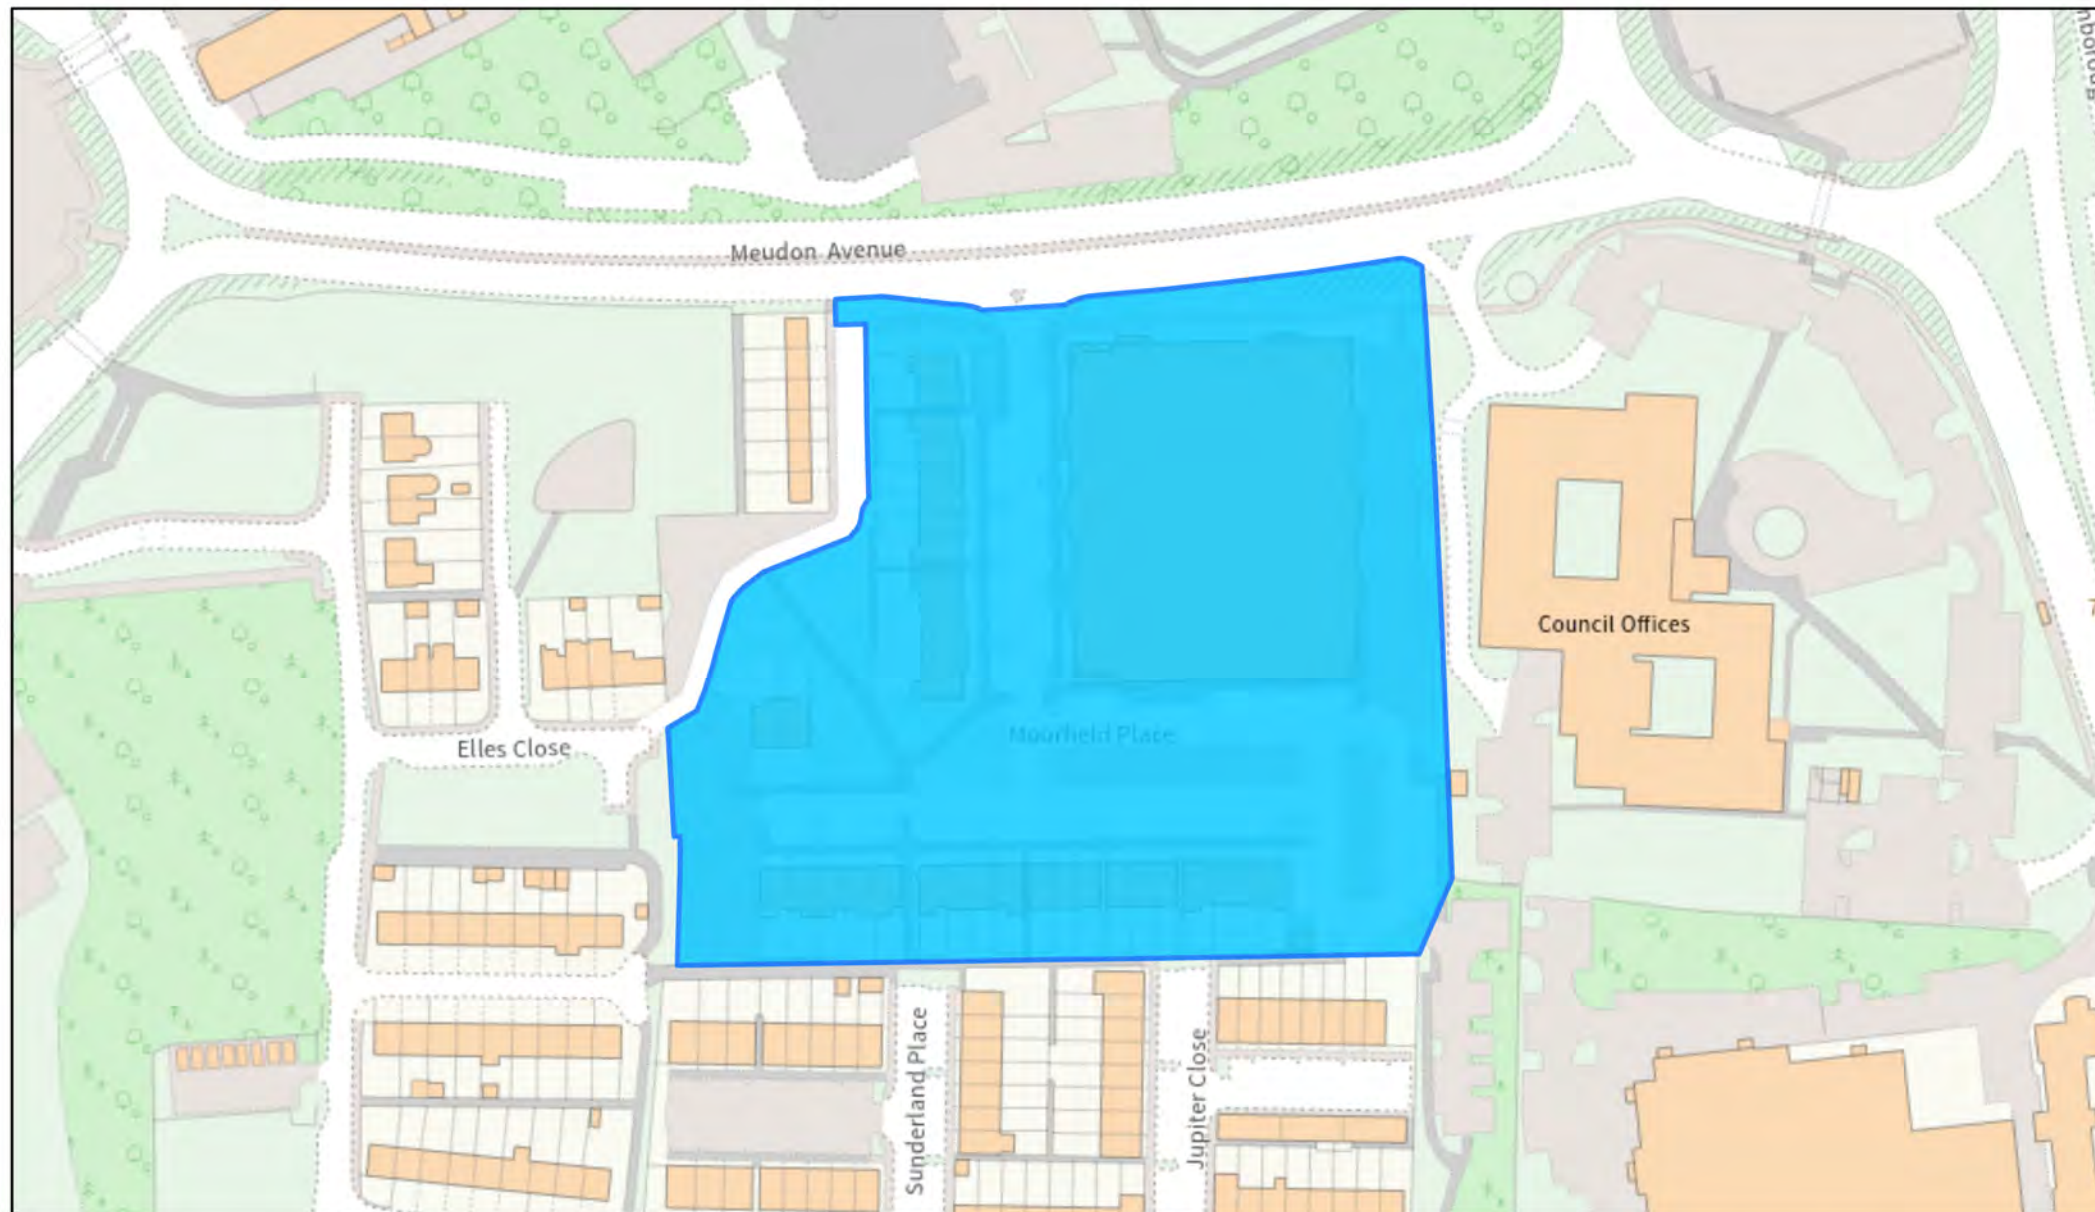 Meudon Avenue
Council Offices
Moorfield Place
Elles Close
Sunderland Place
Jupiter Close